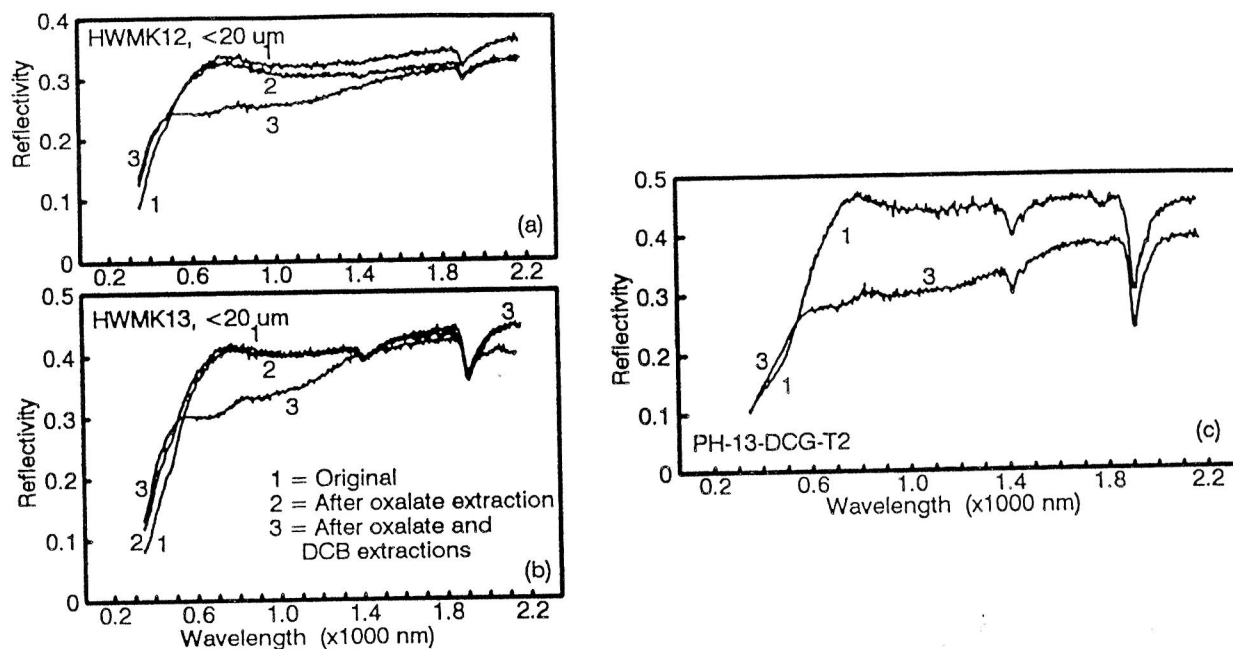 0.4
HWMK12, <20 um
0.3
0.2
0.1
0
Reflectivity
1
2
3
3
1
(a)
0.2 0.6 1.0 1.4 1.8 2.2
0.5
HWMK13, <20 um
0.4
0.3
0.2
0.1
0
Reflectivity
1
2
3
3
3
2
1
1 = Original
2 = After oxalate extraction
3 = After oxalate and
DCB extractions
(b)
0.2 0.6 1.0 1.4 1.8 2.2
Wavelength (x1000 nm)
0.5
0.4
0.3
0.2
0.1
0
Reflectivity
1
3
3
1
PH-13-DCG-T2
(c)
0.2 0.6 1.0 1.4 1.8 2.2
Wavelength (x1000 nm)